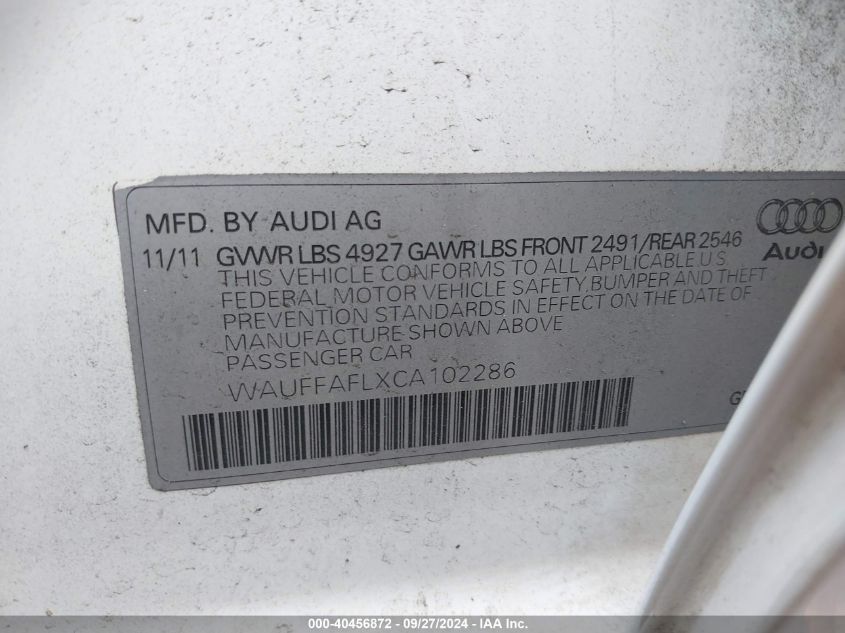 MFD. BY AUDI AG
11/11 GVWR LBS 4927 GAWR LBS FRONT 2491/REAR 2546
THIS VEHICLE CONFORMS TO ALL APPLICABLE U S
FEDERAL MOTOR VEHICLE SAFETY, BUMPER AND THEFT
PREVENTION STANDARDS IN EFFECT ON THE DATE OF
MANUFACTURE SHOWN ABOVE
PASSENGER CAR
WAUFFAFLXCA102286
Audi
000-40456872 - 09/27/2024 - IAA Inc.